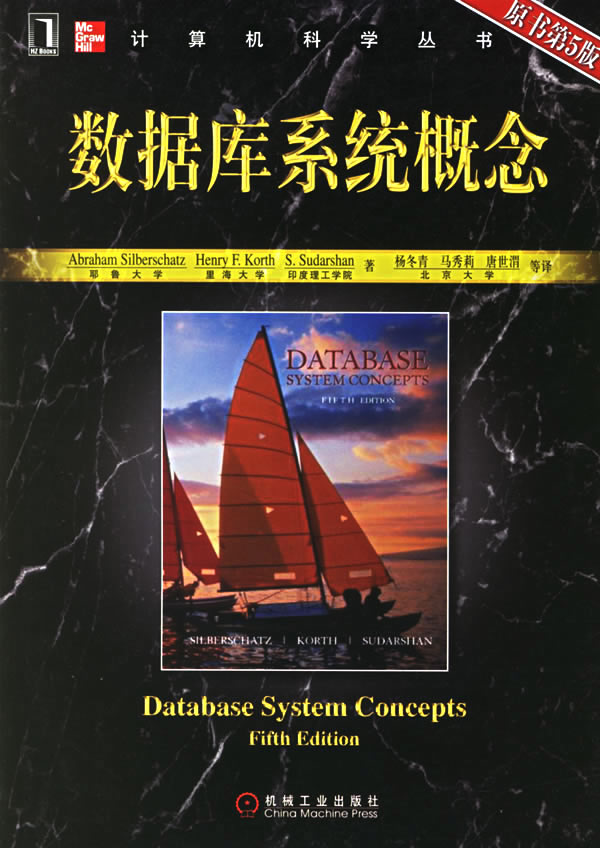 HZ Books
Mc
Graw
Hill
计算机科学丛书
原书第5版
数据库系统概念
Abraham Silberschatz Henry F. Korth S. Sudarshan 著 杨冬青 马秀莉 唐世渭 等译
耶鲁大学 里海大学 印度理工学院 北京大学
DATABASE
SYSTEM CONCEPTS
FIFTH EDITION
SILBERSCHATZ | KORTH | SUDARSHAN
Database System Concepts
Fifth Edition
机械工业出版社
China Machine Press